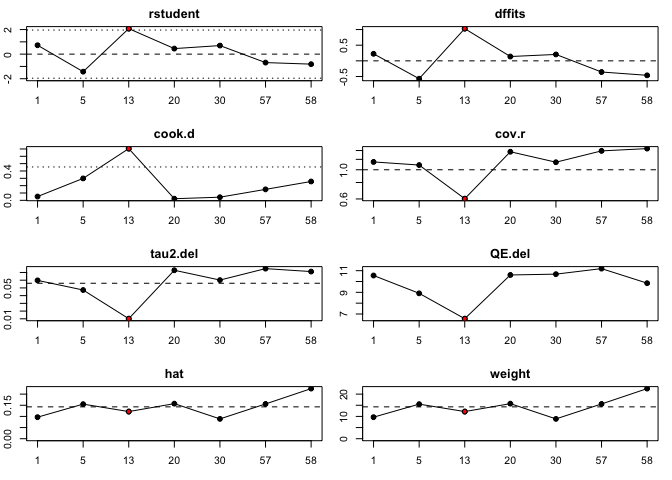 rstudent
2
0
-2
1 5 13 20 30 57 58
dffits
0.5
-0.5
1 5 13 20 30 57 58
cook.d
0.4
0.0
1 5 13 20 30 57 58
cov.r
1.0
0.6
1 5 13 20 30 57 58
tau2.del
0.05
0.01
1 5 13 20 30 57 58
QE.del
11
9
7
1 5 13 20 30 57 58
hat
0.15
0.00
1 5 13 20 30 57 58
weight
20
10
0
1 5 13 20 30 57 58